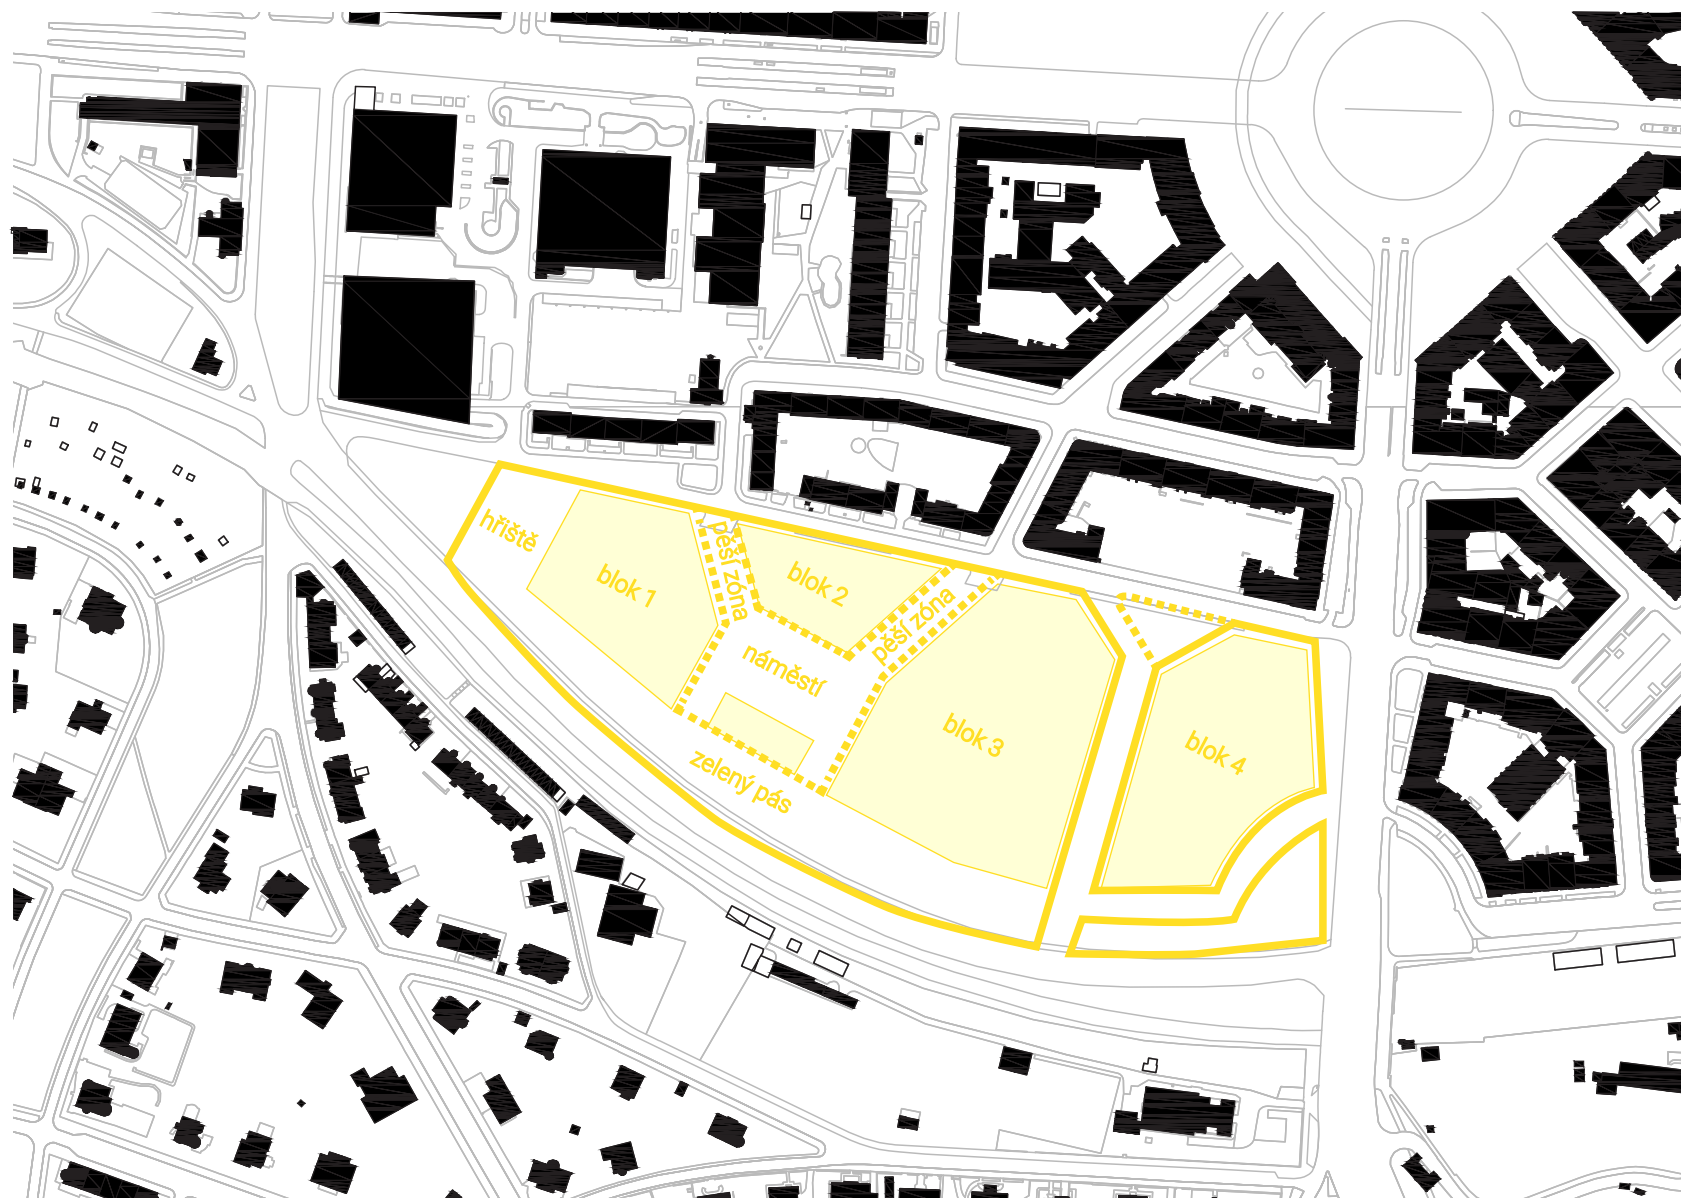 hřiště
blok 1
pěší zóna
blok 2
pěší zóna
náměstí
blok 3
blok 4
zelený pás